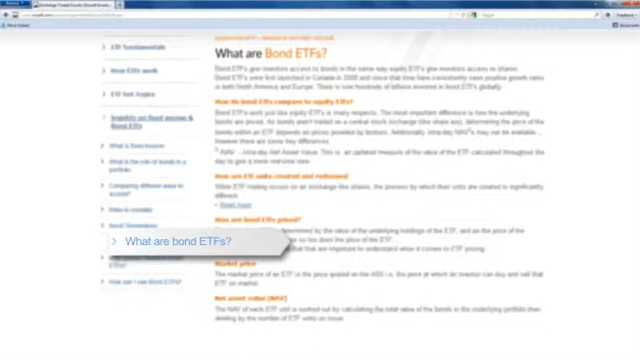 What are Bond ETFs?
ETF Fundamentals
How ETFs work
ETF hot topics
Insights on fixed income &
Bond ETFs
What is fixed income
What is the role of bonds in a
portfolio
Comparing different ways to
Risks to consider
Bond Terminology
What are bond ETFs?
How can I use Bond ETFs?
Bond ETFs give investors access to bonds in the same way equity ETFs give investors access to shares.
Bond ETFs were first launched in Canada in 2000 and since that time have consistently seen positive growth rates
in both North America and Europe. There is now hundreds of billions invested in bond ETFs globally.
How do bond ETFs compare to equity ETFs?
Bond ETFs work just like equity ETFs in many respects. The most important difference is how the underlying
bonds are priced. As bonds aren't traded on a central stock exchange (like shares are), determining the price of the
bonds within an ETF depends on prices provided by brokers. Additionally, intra-day NAV's may not be available...
however there are some key differences.
NAV - Intra-day Net Asset Value. This is an updated measure of the value of the ETF calculated throughout the
day to give a more real-time view.
How are ETF units created and redeemed
While ETF trading occurs on an exchange like shares, the process by which their units are created is significantly
different.
Read more
How are bond ETFs priced?
determined by the value of the underlying holdings of the ETF, and as the price of the
so too does the price of the ETF.
that are important to understand when it comes to ETF pricing.
Market price
The market price of an ETF is the price quoted on the ASX i.e. the price at which an investor can buy and sell that
ETF on market.
Net asset value (NAV)
The NAV of each ETF unit is worked out by calculating the total value of the bonds in the underlying portfolio then
dividing by the number of ETF units on issue.